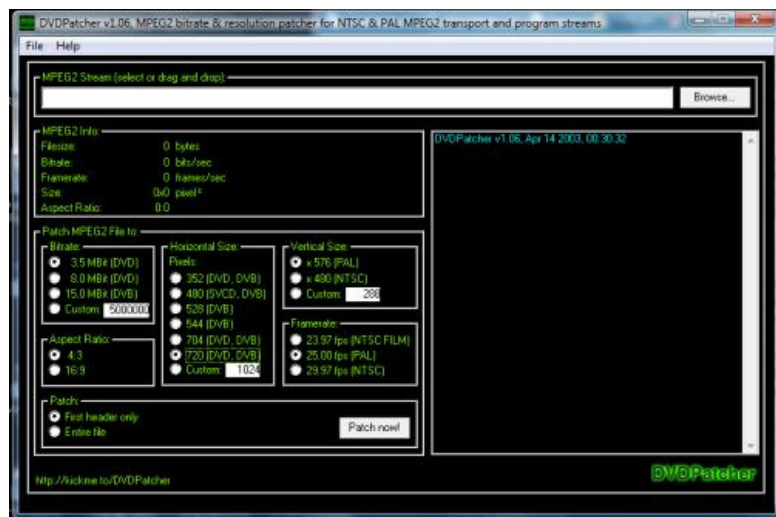 DVDPatcher v1.06, MPEG2 bitrate & resolution patcher for NTSC & PAL MPEG2 transport and program streams
File Help
MPEG2 Stream (select or drag and drop):
Browse...
MPEG2 Info:
Filesize: 0 bytes
Bitrate: 0 bits/sec
Framerate: 0 frames/sec
Size: 0x0 pixel²
Aspect Ratio: 0:0
DVDPatcher v1.06, Apr 14 2003, 00:30:32
Patch MPEG2 File to:
Bitrate:
3.5 MBit (DVD)
8.0 MBit (DVD)
15.0 MBit (DVB)
Custom: 5000000
Aspect Ratio:
4:3
16:9
Horizontal Size:
Pixels:
352 (DVD, DVB)
480 (SVCD, DVB)
528 (DVB)
544 (DVB)
704 (DVD, DVB)
720 (DVD, DVB)
Custom: 1024
Vertical Size:
x 576 (PAL)
x 480 (NTSC)
Custom: 288
Framerate:
23.97 fps (NTSC FILM)
25.00 fps (PAL)
29.97 fps (NTSC)
Patch:
First header only
Entire file
Patch now!
http://kickme.to/DVDPatcher
DVDPatcher